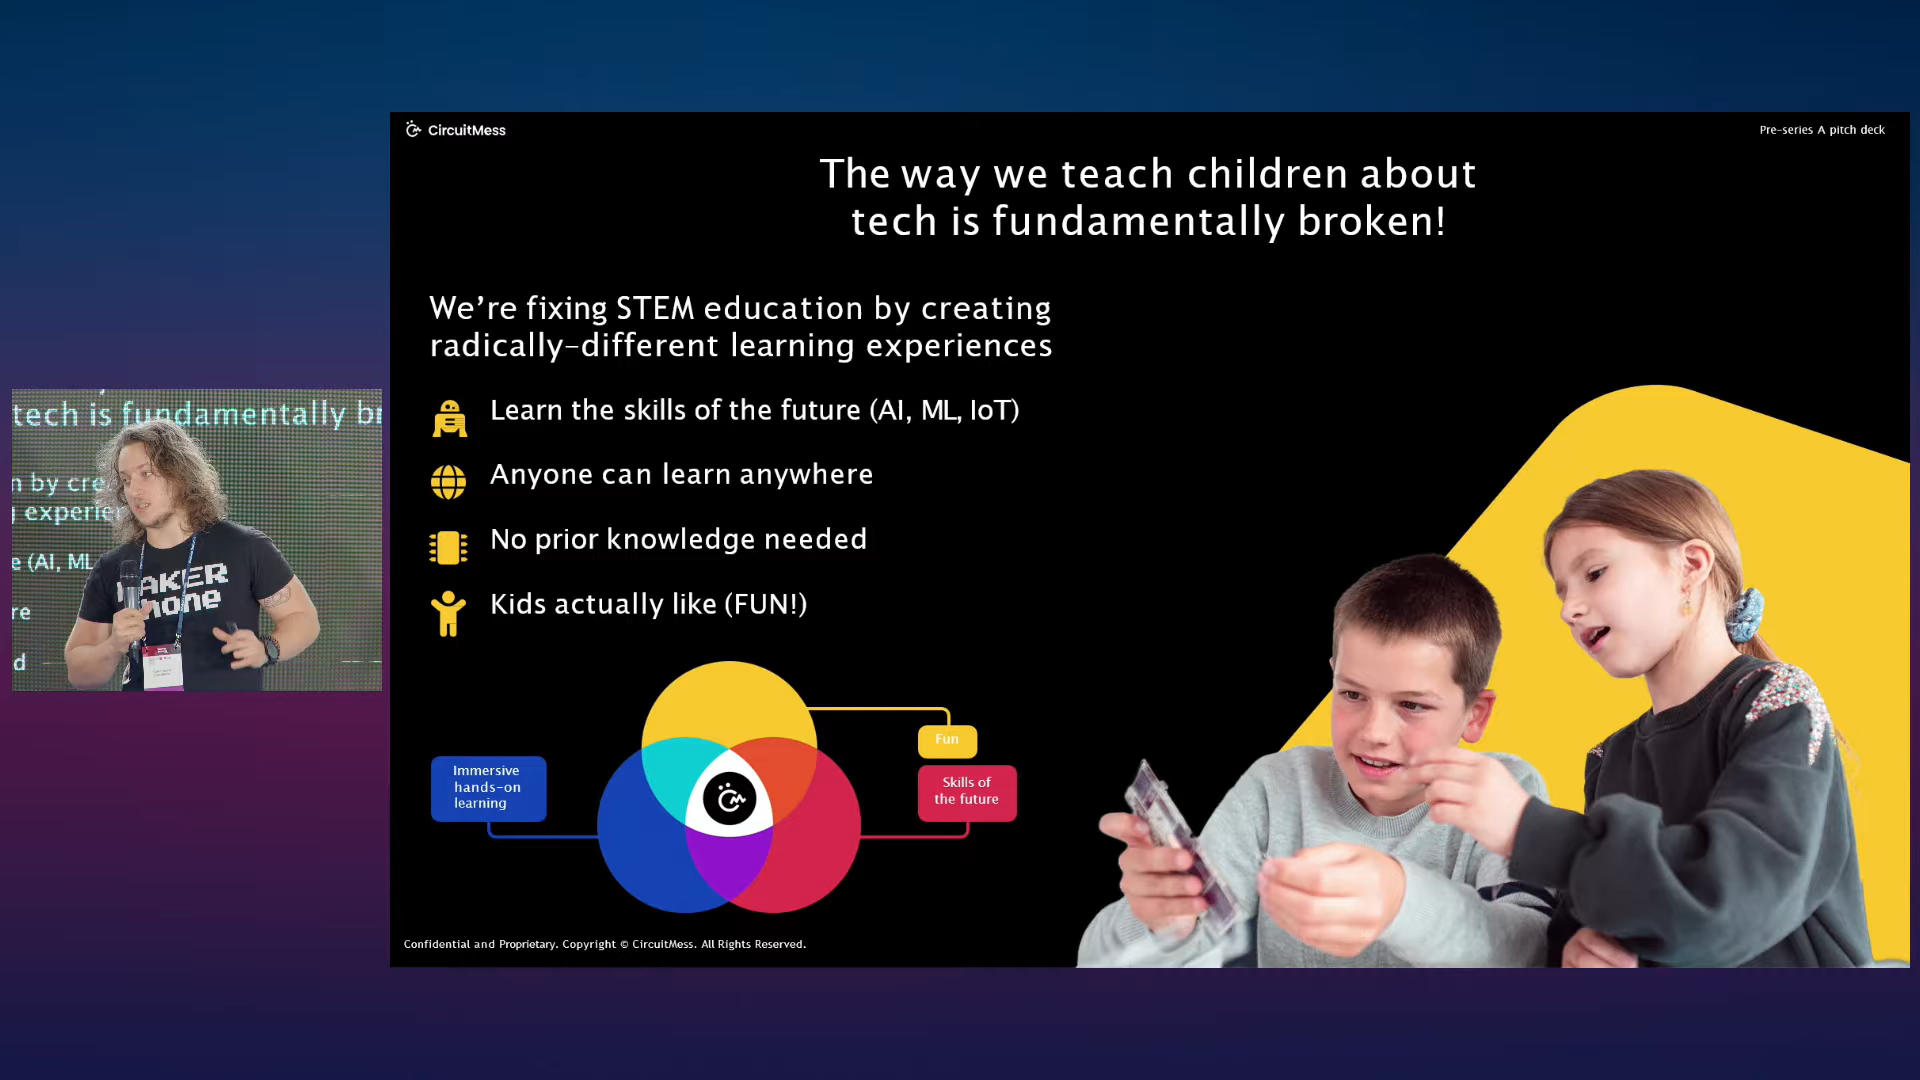 CircuitMess
Pre-series A pitch deck
The way we teach children about
tech is fundamentally broken!
We’re fixing STEM education by creating
radically-different learning experiences
Learn the skills of the future (AI, ML, IoT)
Anyone can learn anywhere
No prior knowledge needed
Kids actually like (FUN!)
Fun
Immersive
hands-on
learning
Skills of
the future
Confidential and Proprietary. Copyright © CircuitMess. All Rights Reserved.
tech is fundamentally br
n by cre
g experie
e (AI, ML
re
d
MAKER
phone